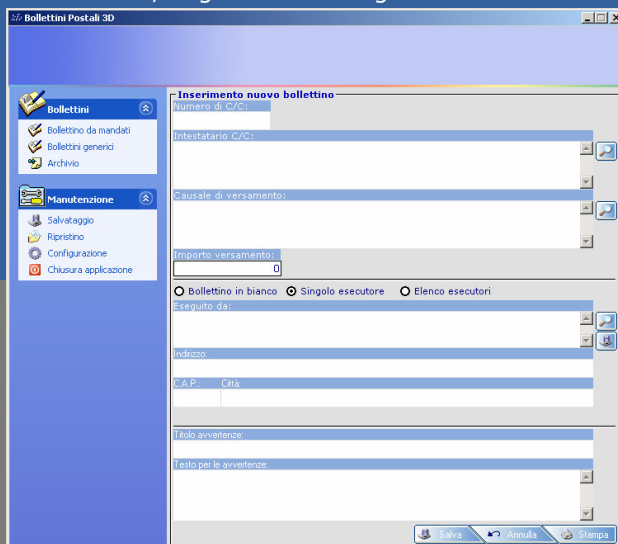 Bollettini Postali 3D
Bollettini
Bollettino da mandati
Bollettini generici
Archivio
Manutenzione
Salvataggio
Ripristino
Configurazione
Chiusura applicazione
Inserimento nuovo bollettino
Numero di C/C:
Intestatario C/C:
Causale di versamento:
Importo versamento:
0
Bollettino in bianco Singolo esecutore Elenco esecutori
Eseguito da:
Indirizzo:
C.A.P.: Città:
Titolo avvertenze:
Testo per le avvertenze:
Salva Annulla Stampa